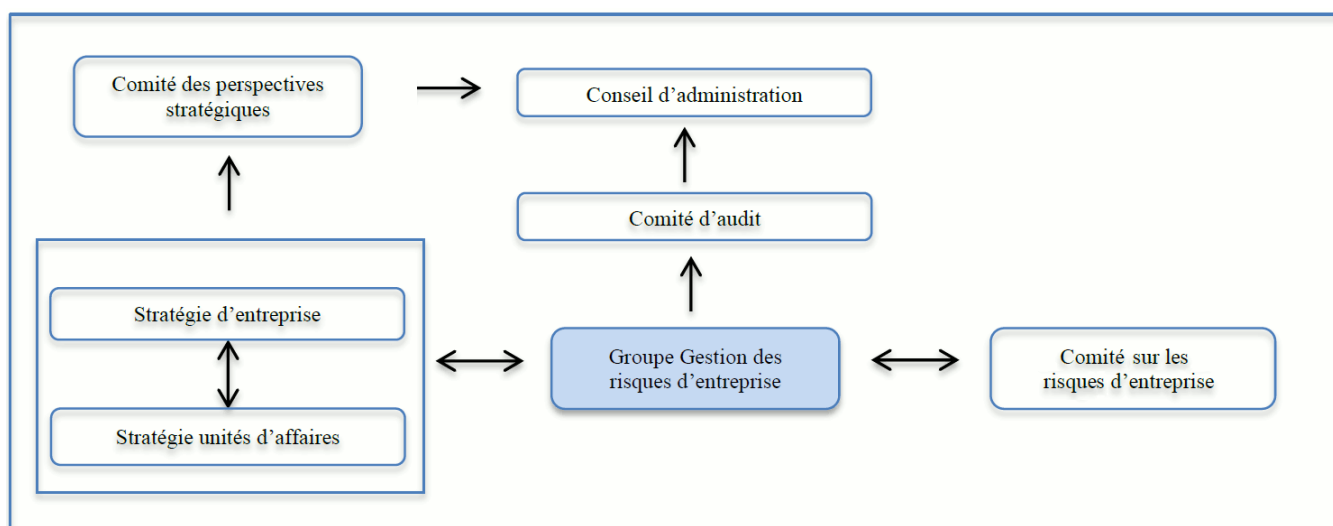 Comité des perspectives
stratégiques
Conseil d’administration
Comité d’audit
Stratégie d’entreprise
Stratégie unités d’affaires
Groupe Gestion des
risques d’entreprise
Comité sur les
risques d’entreprise